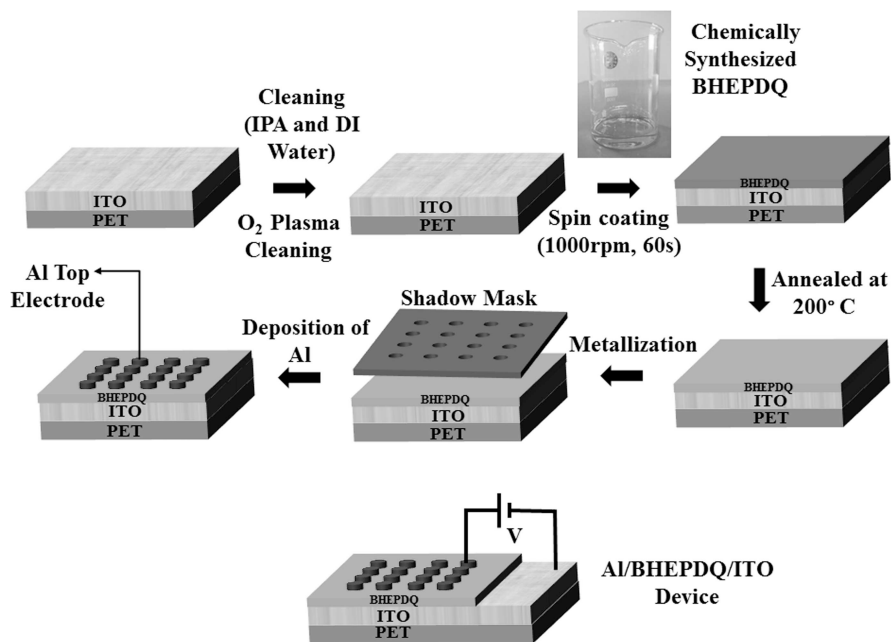 Chemically
Synthesized
BHEPDQ
Cleaning
(IPA and DI
Water)
O₂ Plasma
Cleaning
ITO
PET
ITO
PET
Spin coating
(1000rpm, 60s)
BHEPDQ
ITO
PET
Annealed at
200° C
BHEPDQ
ITO
PET
Metallization
Shadow Mask
BHEPDQ
ITO
PET
Deposition of
Al
Al Top
Electrode
BHEPDQ
ITO
PET
V
BHEPDQ
ITO
PET
Al/BHEPDQ/ITO
Device